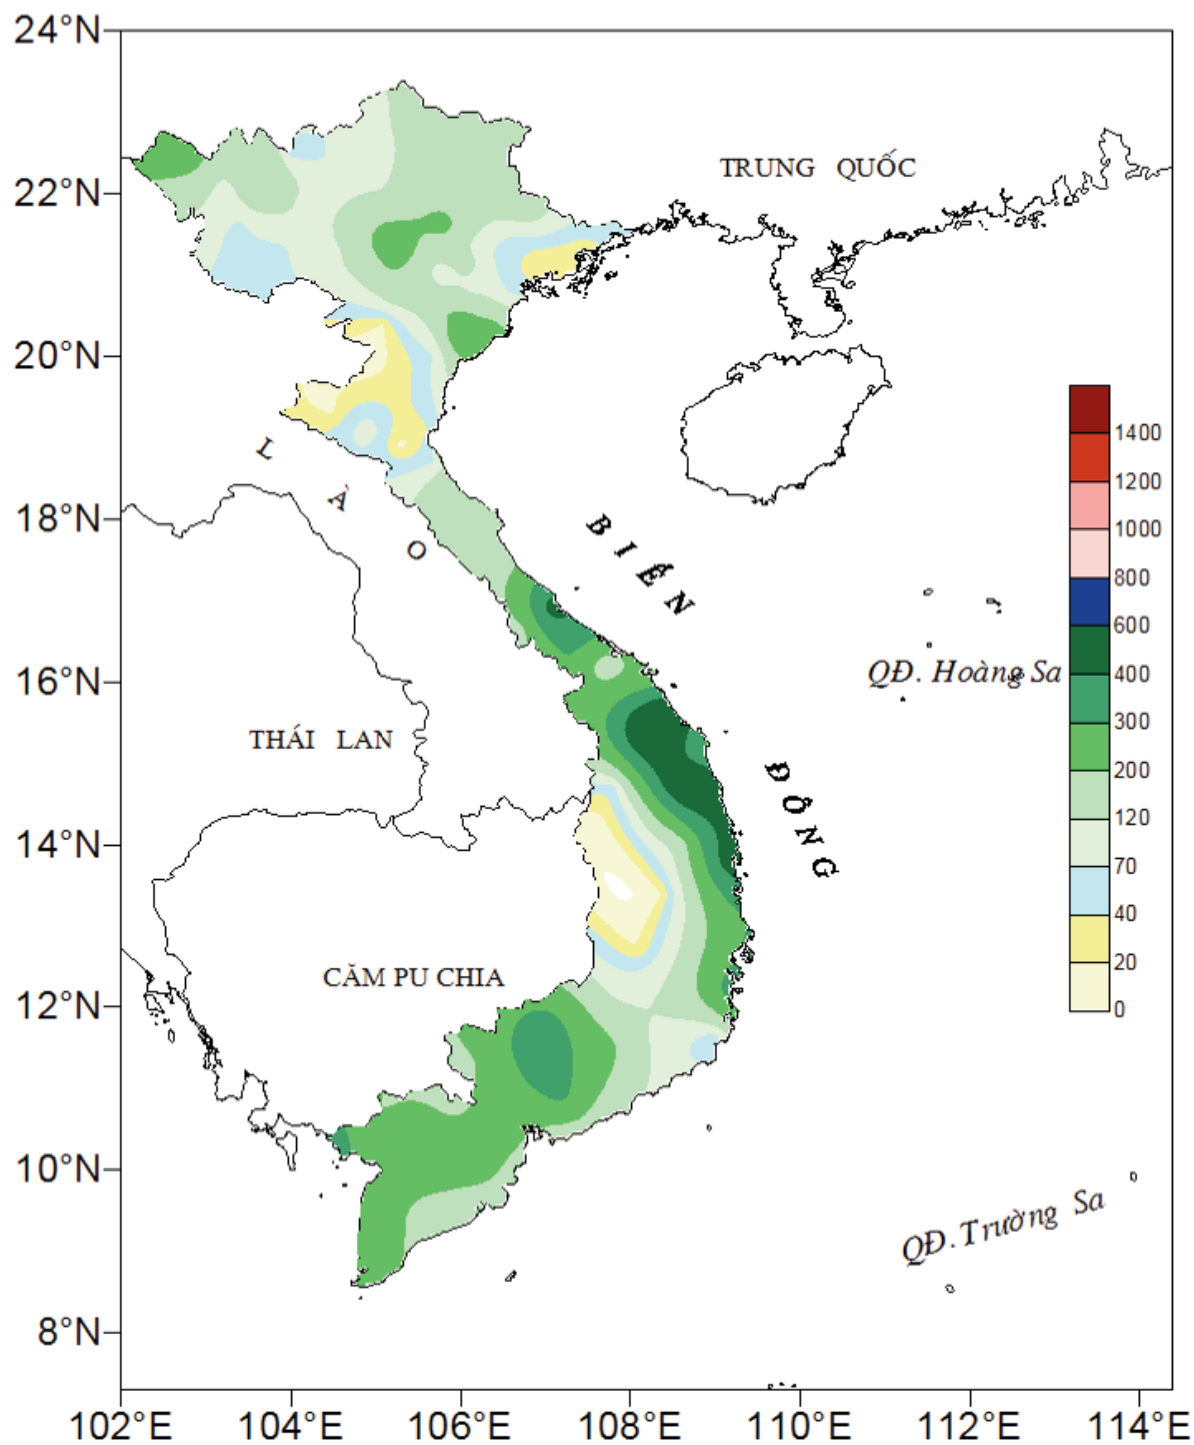 24°N
22°N
20°N
18°N
16°N
14°N
12°N
10°N
8°N
TRUNG QUỐC
LÀO
BIỂN
ĐÔNG
QĐ. Hoàng Sa
THÁI LAN
CĂM PU CHIA
QĐ. Trường Sa
1400
1200
1000
800
600
400
300
200
120
70
40
20
0
102°E 104°E 106°E 108°E 110°E 112°E 114°E